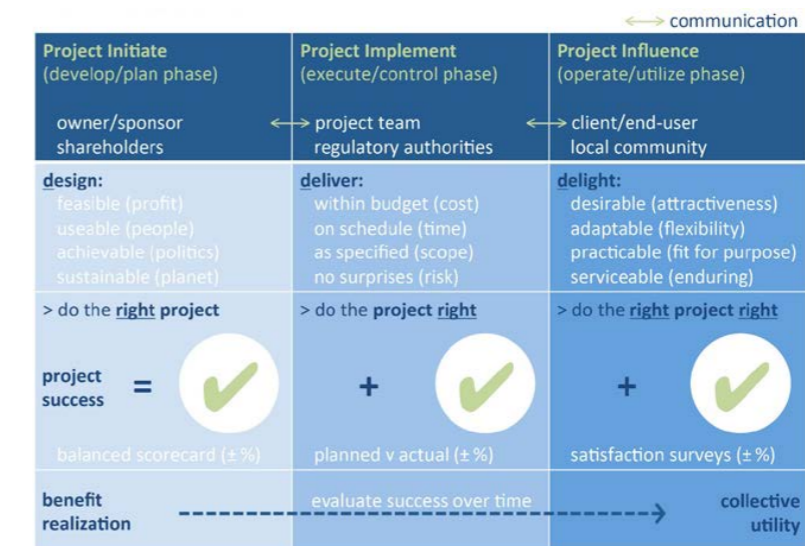 communication
Project Initiate
(develop/plan phase)
owner/sponsor
shareholders
Project Implement
(execute/control phase)
project team
regulatory authorities
Project Influence
(operate/utilize phase)
client/end-user
local community
design:
feasible (profit)
useable (people)
achievable (politics)
sustainable (planet)
deliver:
within budget (cost)
on schedule (time)
as specified (scope)
no surprises (risk)
delight:
desirable (attractiveness)
adaptable (flexibility)
practicable (fit for purpose)
serviceable (enduring)
> do the right project
> do the project right
> do the right project right
project
success
=
+
+
balanced scorecard (± %)
planned v actual (± %)
satisfaction surveys (± %)
benefit
realization
evaluate success over time
collective
utility